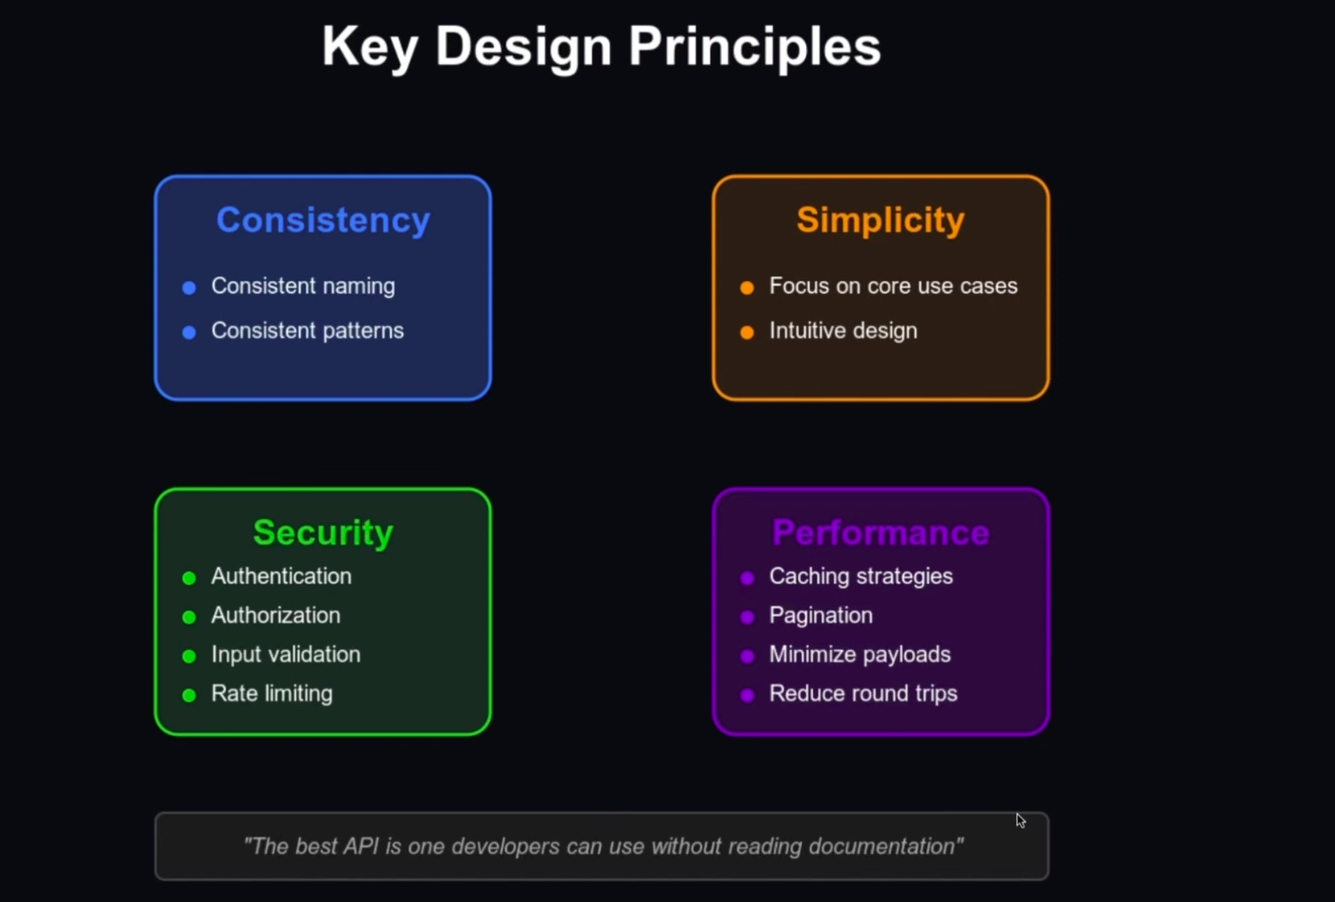 Key Design Principles
Consistency
Consistent naming
Consistent patterns
Simplicity
Focus on core use cases
Intuitive design
Security
Authentication
Authorization
Input validation
Rate limiting
Performance
Caching strategies
Pagination
Minimize payloads
Reduce round trips
"The best API is one developers can use without reading documentation"